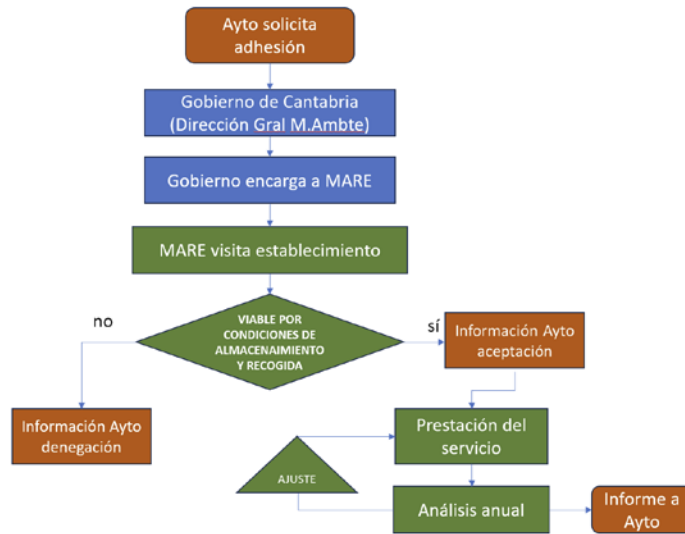 Ayto solicita
adhesión
Gobierno de Cantabria
(Dirección Gral M.Ambte)
Gobierno encarga a MARE
MARE visita establecimiento
no
VIABLE POR
CONDICIONES DE
ALMACENAIMIENTO
Y RECOGIDA
sí
Información Ayto
aceptación
Información Ayto
denegación
Prestación del
servicio
AJUSTE
Análisis anual
Informe a
Ayto